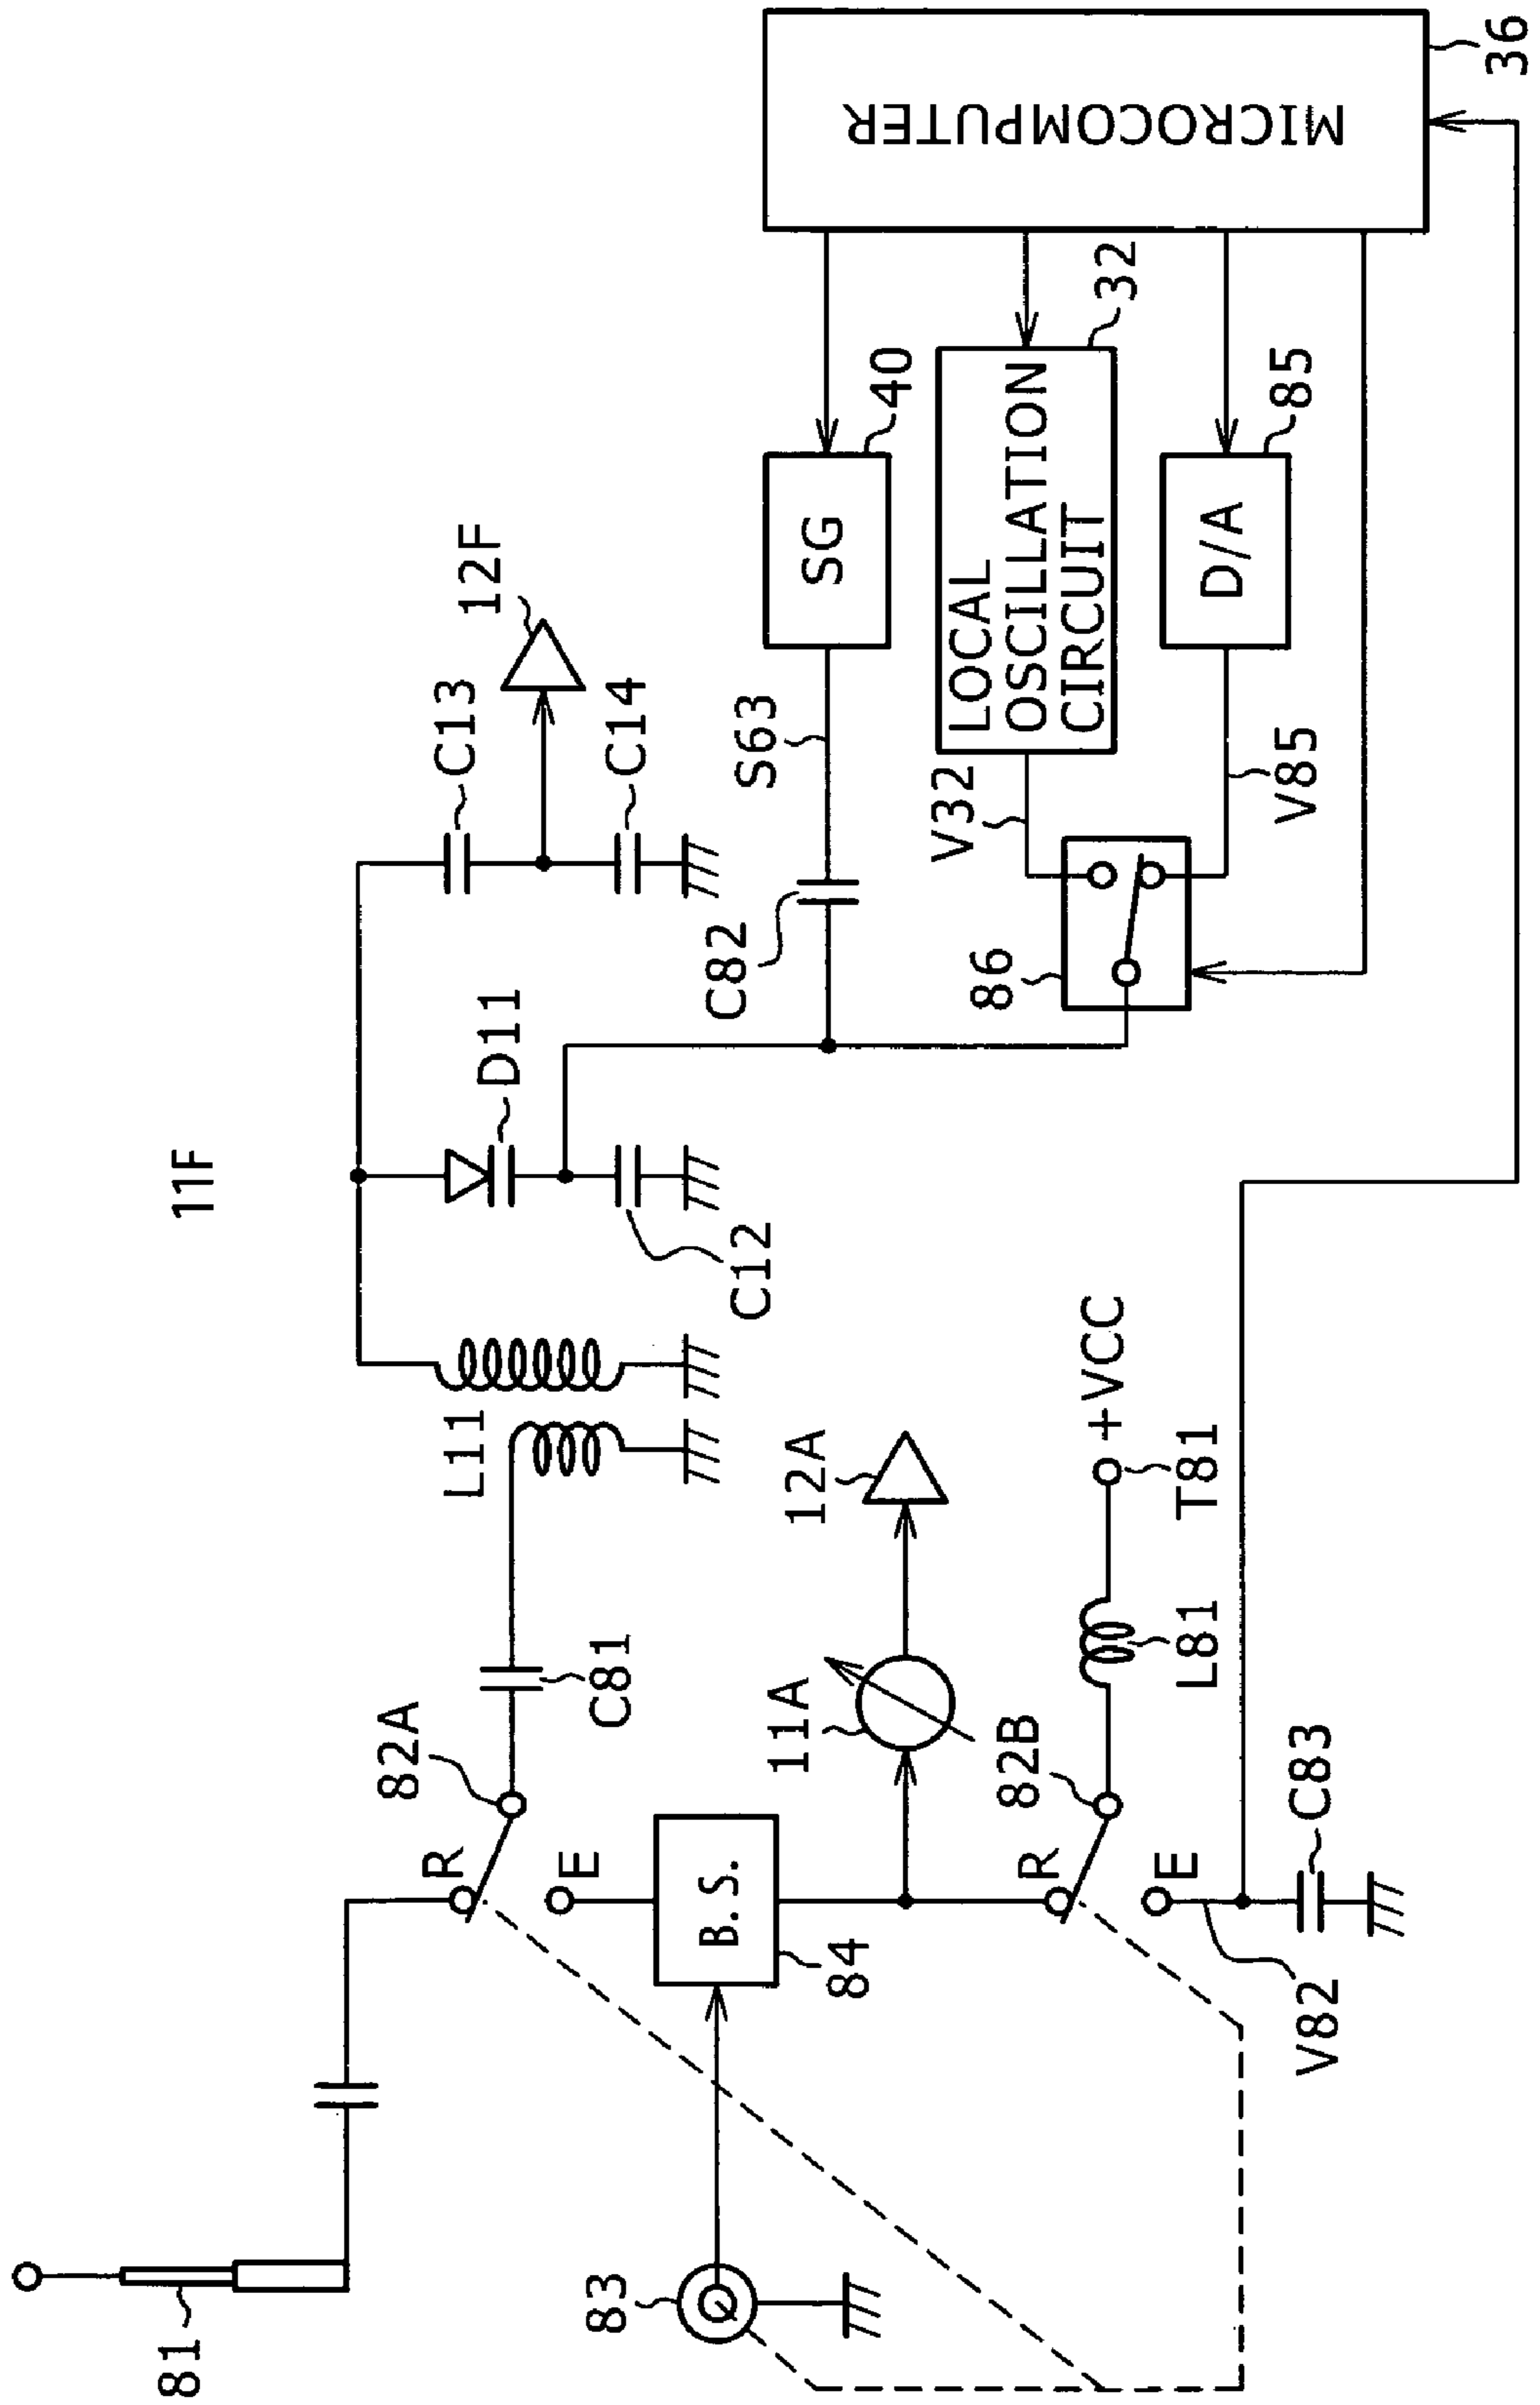 11F
81
82A
R
E
C81
L11
D11
C12
C13
C14
12F
83
B.S.
84
11A
12A
C82
S63
SG
40
82B
R
E
L81
T81
+VCC
V82
C83
86
V32
LOCAL
OSCILLATION
CIRCUIT
32
V85
D/A
85
MICROCOMPUTER
36